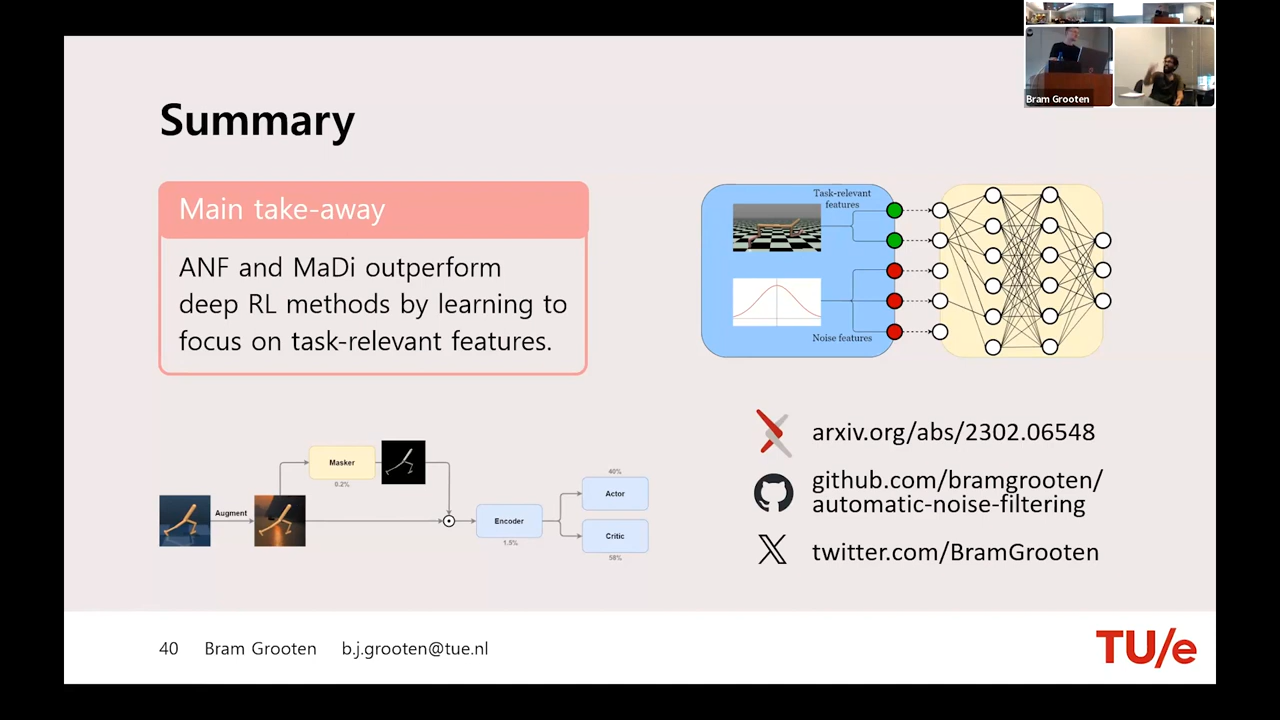 Bram Grooten
Summary
Main take-away
ANF and MaDi outperform
deep RL methods by learning to
focus on task-relevant features.
Task-relevant
features
Noise features
Masker
0.2%
Augment
Encoder
1.5%
40%
Actor
Critic
58%
arxiv.org/abs/2302.06548
github.com/bramgrooten/
automatic-noise-filtering
twitter.com/BramGrooten
40 Bram Grooten b.j.grooten@tue.nl
TU/e